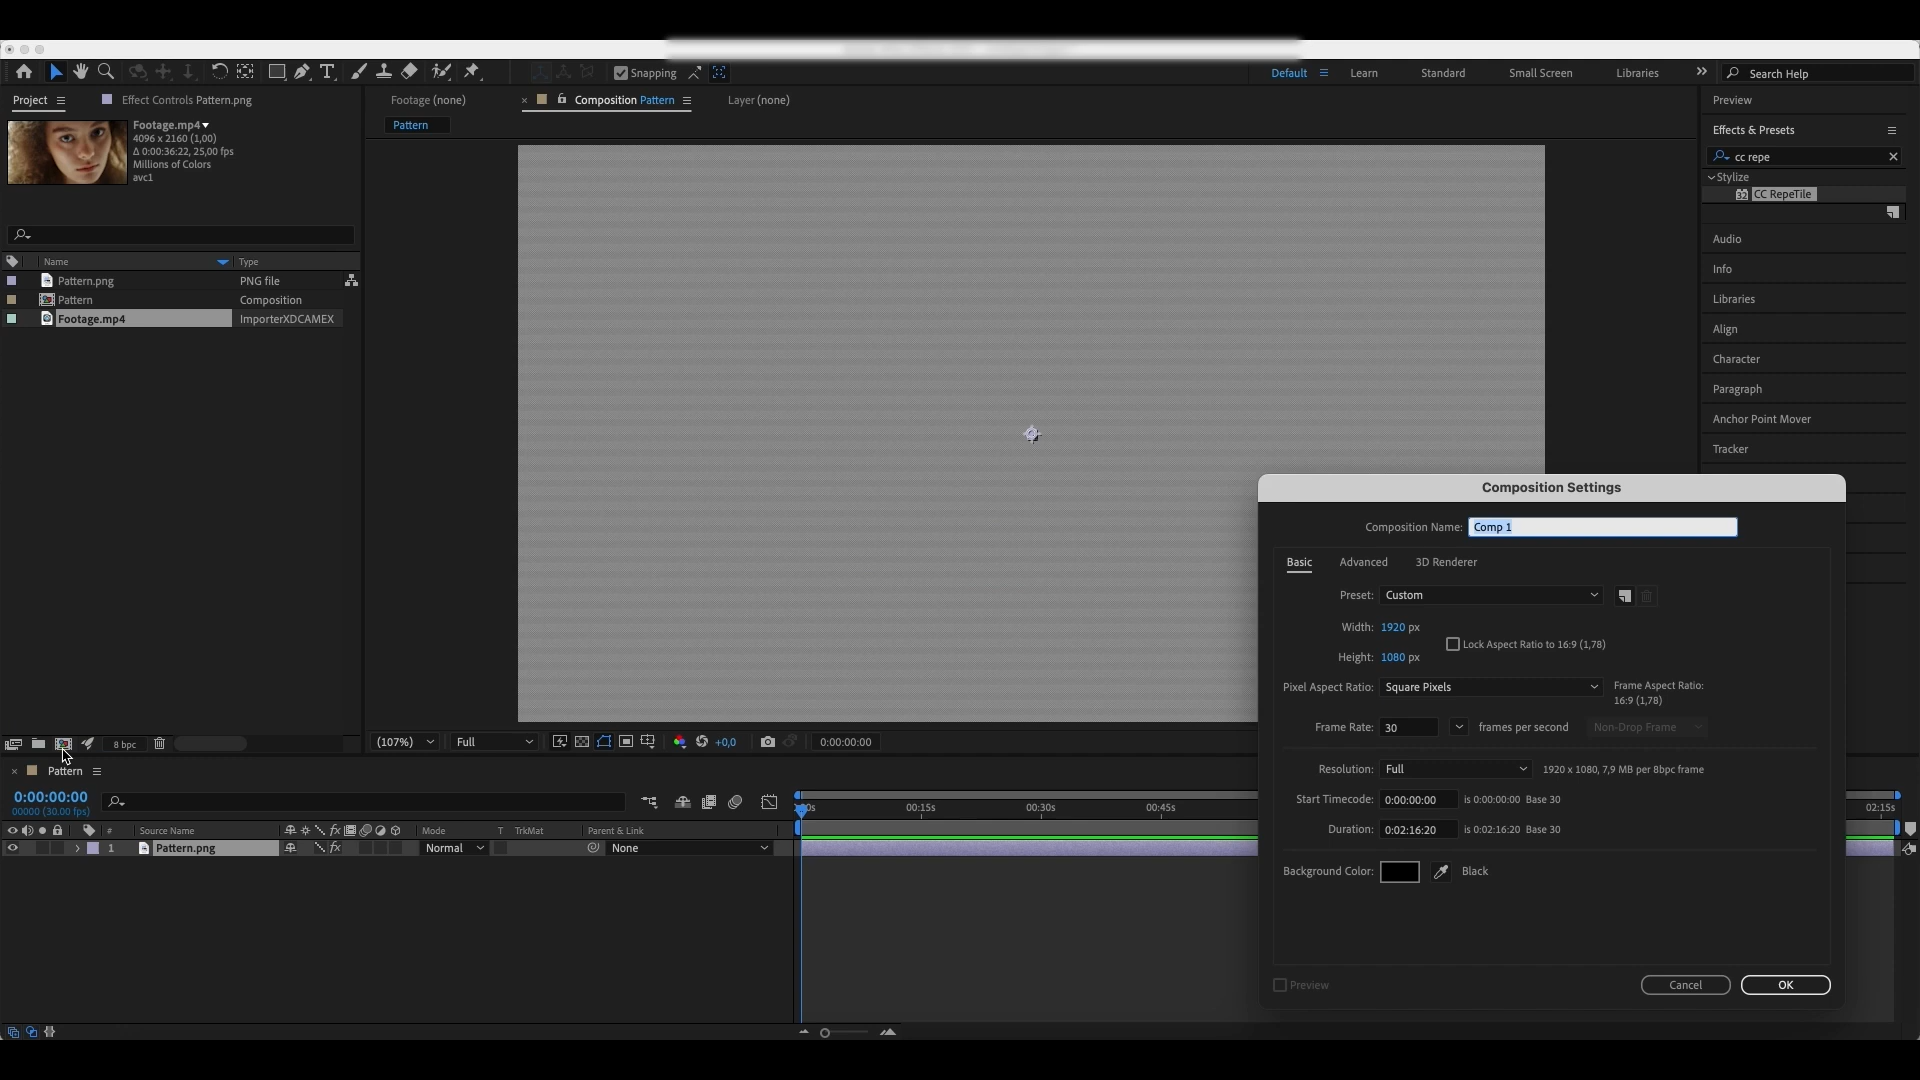 Snapping
Default
Learn
Standard
Small Screen
Libraries
Search Help
Project
Effect Controls Pattern.png
Footage.mp4
4096 x 2160 (1,00)
Δ 0:00:36:22, 25,00 fps
Millions of Colors
avc1
Name
Type
Pattern.png
PNG file
Pattern
Composition
Footage.mp4
ImporterXDCAMEX
8 bpc
Footage (none)
Composition Pattern
Layer (none)
Pattern
(107%)
Full
+0,0
0:00:00:00
Preview
Effects & Presets
cc repe
Stylize
32
CC RepeTile
Audio
Info
Libraries
Align
Character
Paragraph
Anchor Point Mover
Tracker
Composition Settings
Composition Name: Comp 1
Basic
Advanced
3D Renderer
Preset: Custom
Width: 1920 px
Lock Aspect Ratio to 16:9 (1,78)
Height: 1080 px
Pixel Aspect Ratio: Square Pixels
Frame Aspect Ratio:
16:9 (1,78)
Frame Rate: 30 frames per second
Non-Drop Frame
Resolution: Full
1920 x 1080, 7,9 MB per 8bpc frame
Start Timecode: 0:00:00:00 is 0:00:00:00 Base 30
Duration: 0:02:16:20 is 0:02:16:20 Base 30
Background Color: Black
Preview
Cancel
OK
Pattern
0:00:00:00
00000 (30.00 fps)
00:15s
00:30s
00:45s
02:15s
#
Source Name
fx
Mode
T
TrkMat
Parent & Link
1
Pattern.png
fx
Normal
None